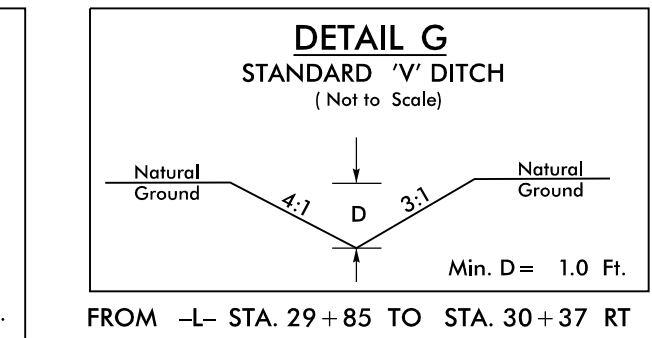 DETAIL G
STANDARD 'V' DITCH
( Not to Scale)
Natural
Ground
4:1
D
3:1
Natural
Ground
Min. D = 1.0 Ft.
FROM -L- STA. 29+85 TO STA. 30+37 RT
.